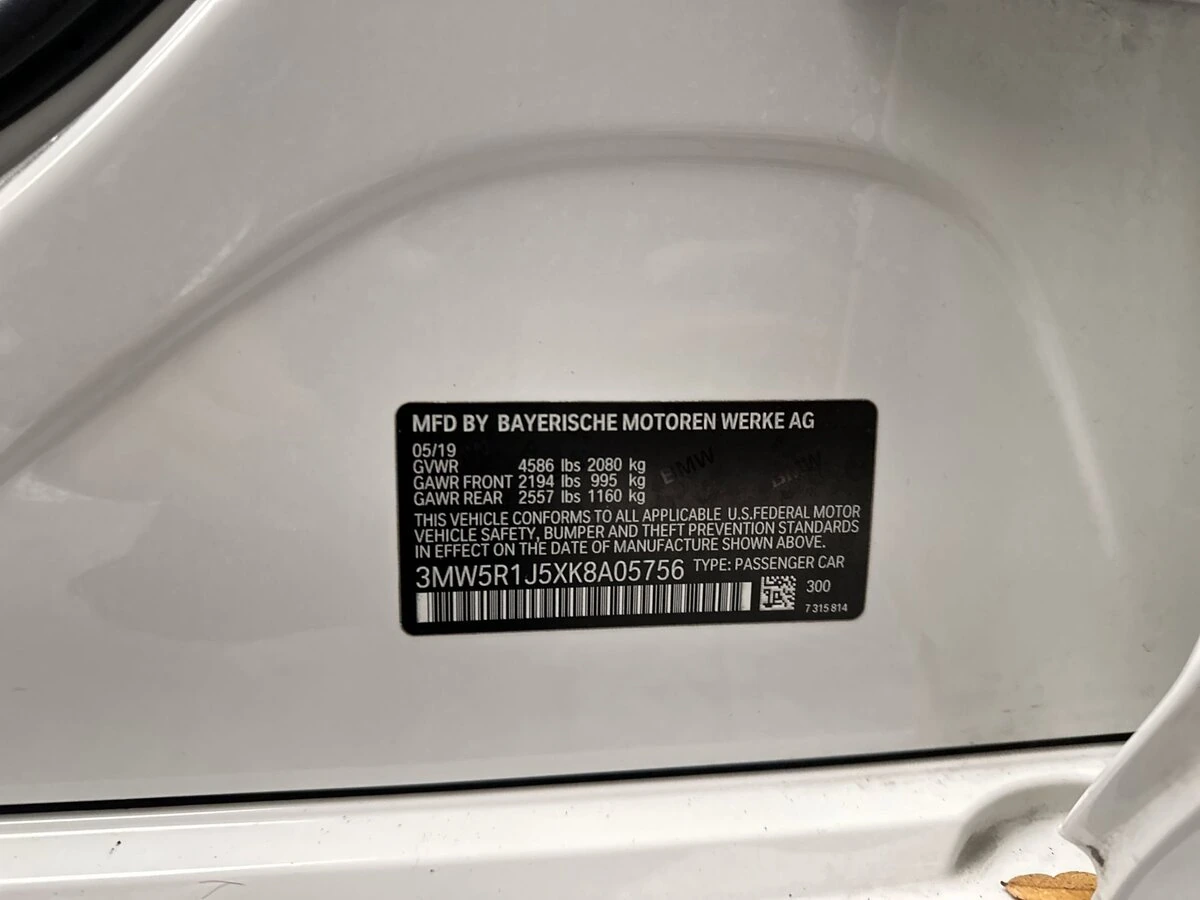 MFD BY BAYERISCHE MOTOREN WERKE AG
05/19
GVWR 4586 lbs 2080 kg
GAWR FRONT 2194 lbs 995 kg
GAWR REAR 2557 lbs 1160 kg
BMW BMW
THIS VEHICLE CONFORMS TO ALL APPLICABLE U.S.FEDERAL MOTOR
VEHICLE SAFETY, BUMPER AND THEFT PREVENTION STANDARDS
IN EFFECT ON THE DATE OF MANUFACTURE SHOWN ABOVE.
3MW5R1J5XK8A05756 TYPE: PASSENGER CAR
300
7 315 814